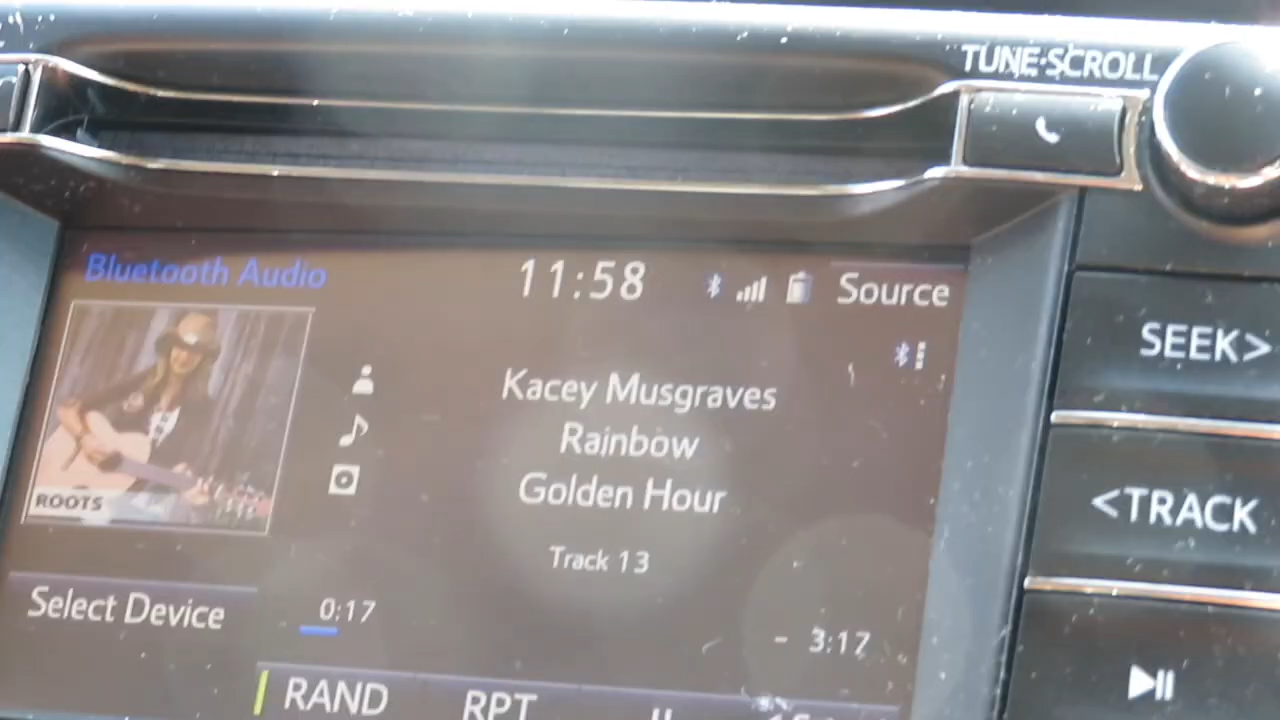 TUNE·SCROLL
Bluetooth Audio
11:58
Source
Kacey Musgraves
Rainbow
Golden Hour
ROOTS
Track 13
Select Device
0:17
- 3:17
RAND
RPT
SEEK>
<TRACK